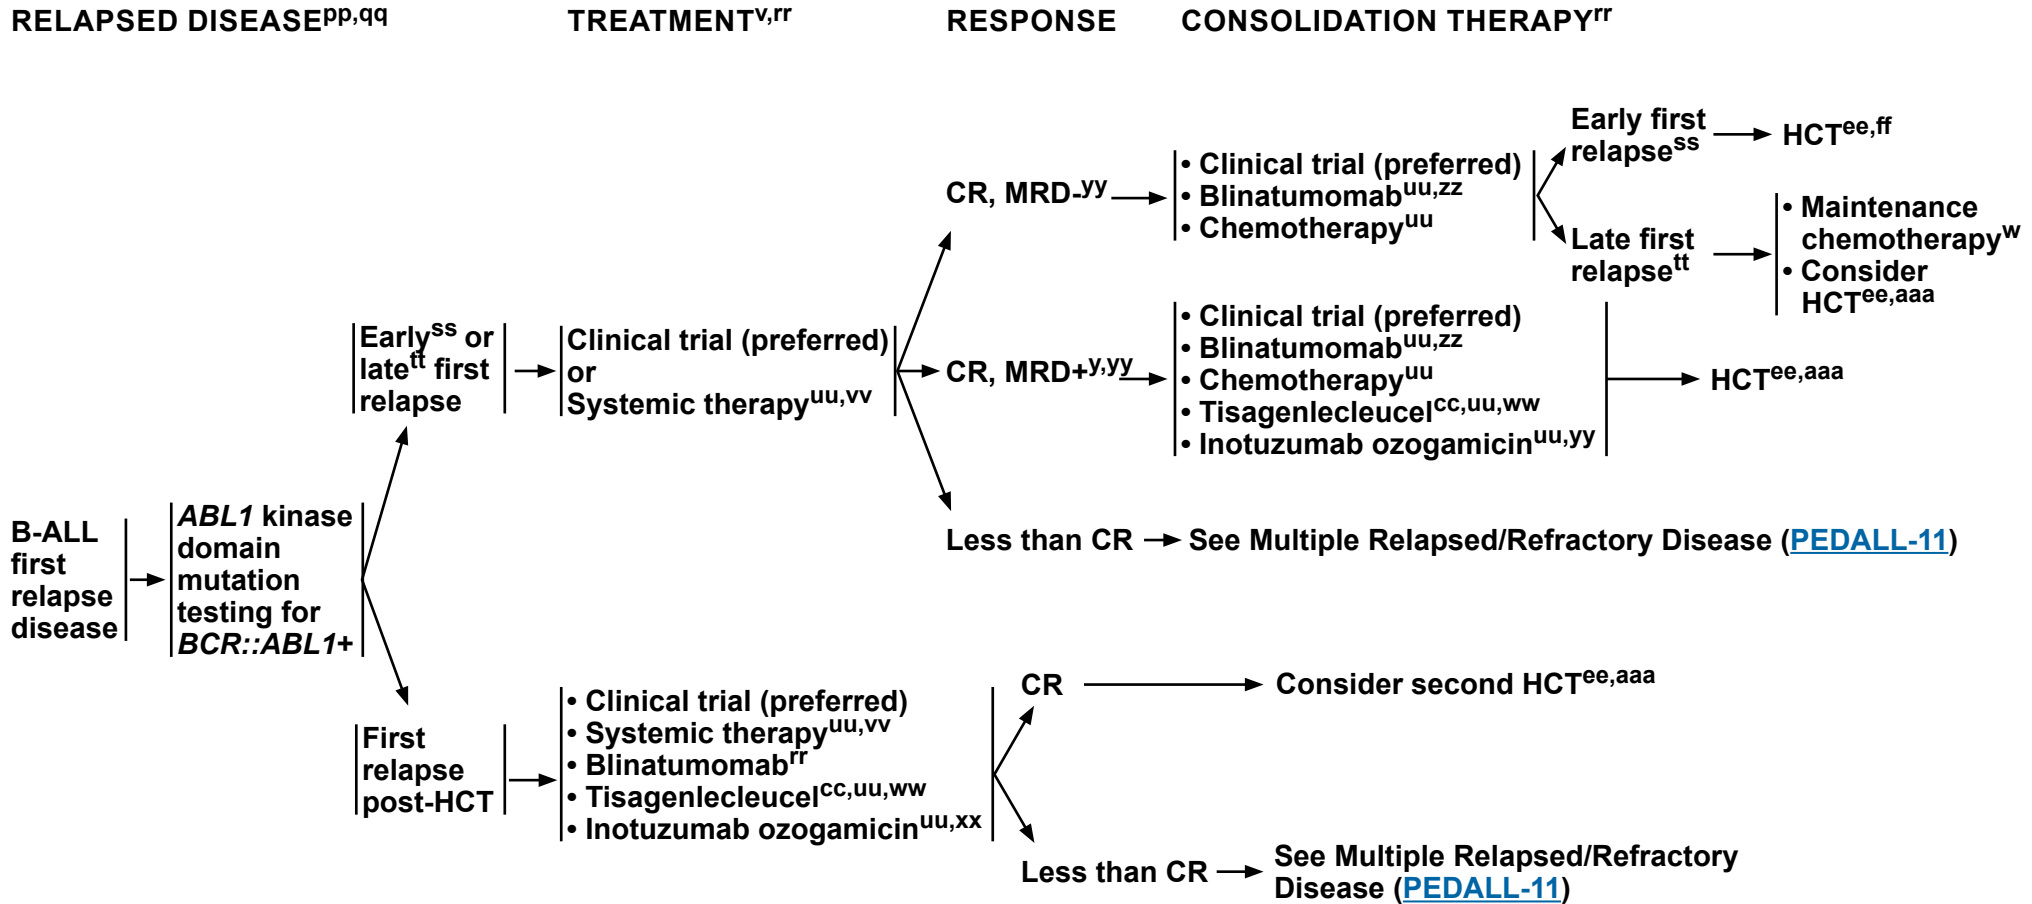 RELAPSED DISEASEpp,qq
TREATMENTv,rr
RESPONSE
CONSOLIDATION THERAPYrr
B-ALL
first
relapse
disease
ABL1 kinase
domain
mutation
testing for
BCR::ABL1+
Earlyss or
latett first
relapse
Clinical trial (preferred)
or
Systemic therapyuu,vv
CR, MRD-yy
• Clinical trial (preferred)
• Blinatumomabuu,zz
• Chemotherapyuu
Early first
relapsess
HCTee,ff
Late first
relapsett
• Maintenance
chemotherapyw
• Consider
HCTee,aaa
CR, MRD+y,yy
• Clinical trial (preferred)
• Blinatumomabuu,zz
• Chemotherapyuu
• Tisagenlecleucelcc,uu,ww
• Inotuzumab ozogamicinuu,yy
HCTee,aaa
Less than CR
See Multiple Relapsed/Refractory Disease (PEDALL-11)
First
relapse
post-HCT
• Clinical trial (preferred)
• Systemic therapyuu,vv
• Blinatumomabrr
• Tisagenlecleucelcc,uu,ww
• Inotuzumab ozogamicinuu,xx
CR
Consider second HCTee,aaa
Less than CR
See Multiple Relapsed/Refractory
Disease (PEDALL-11)